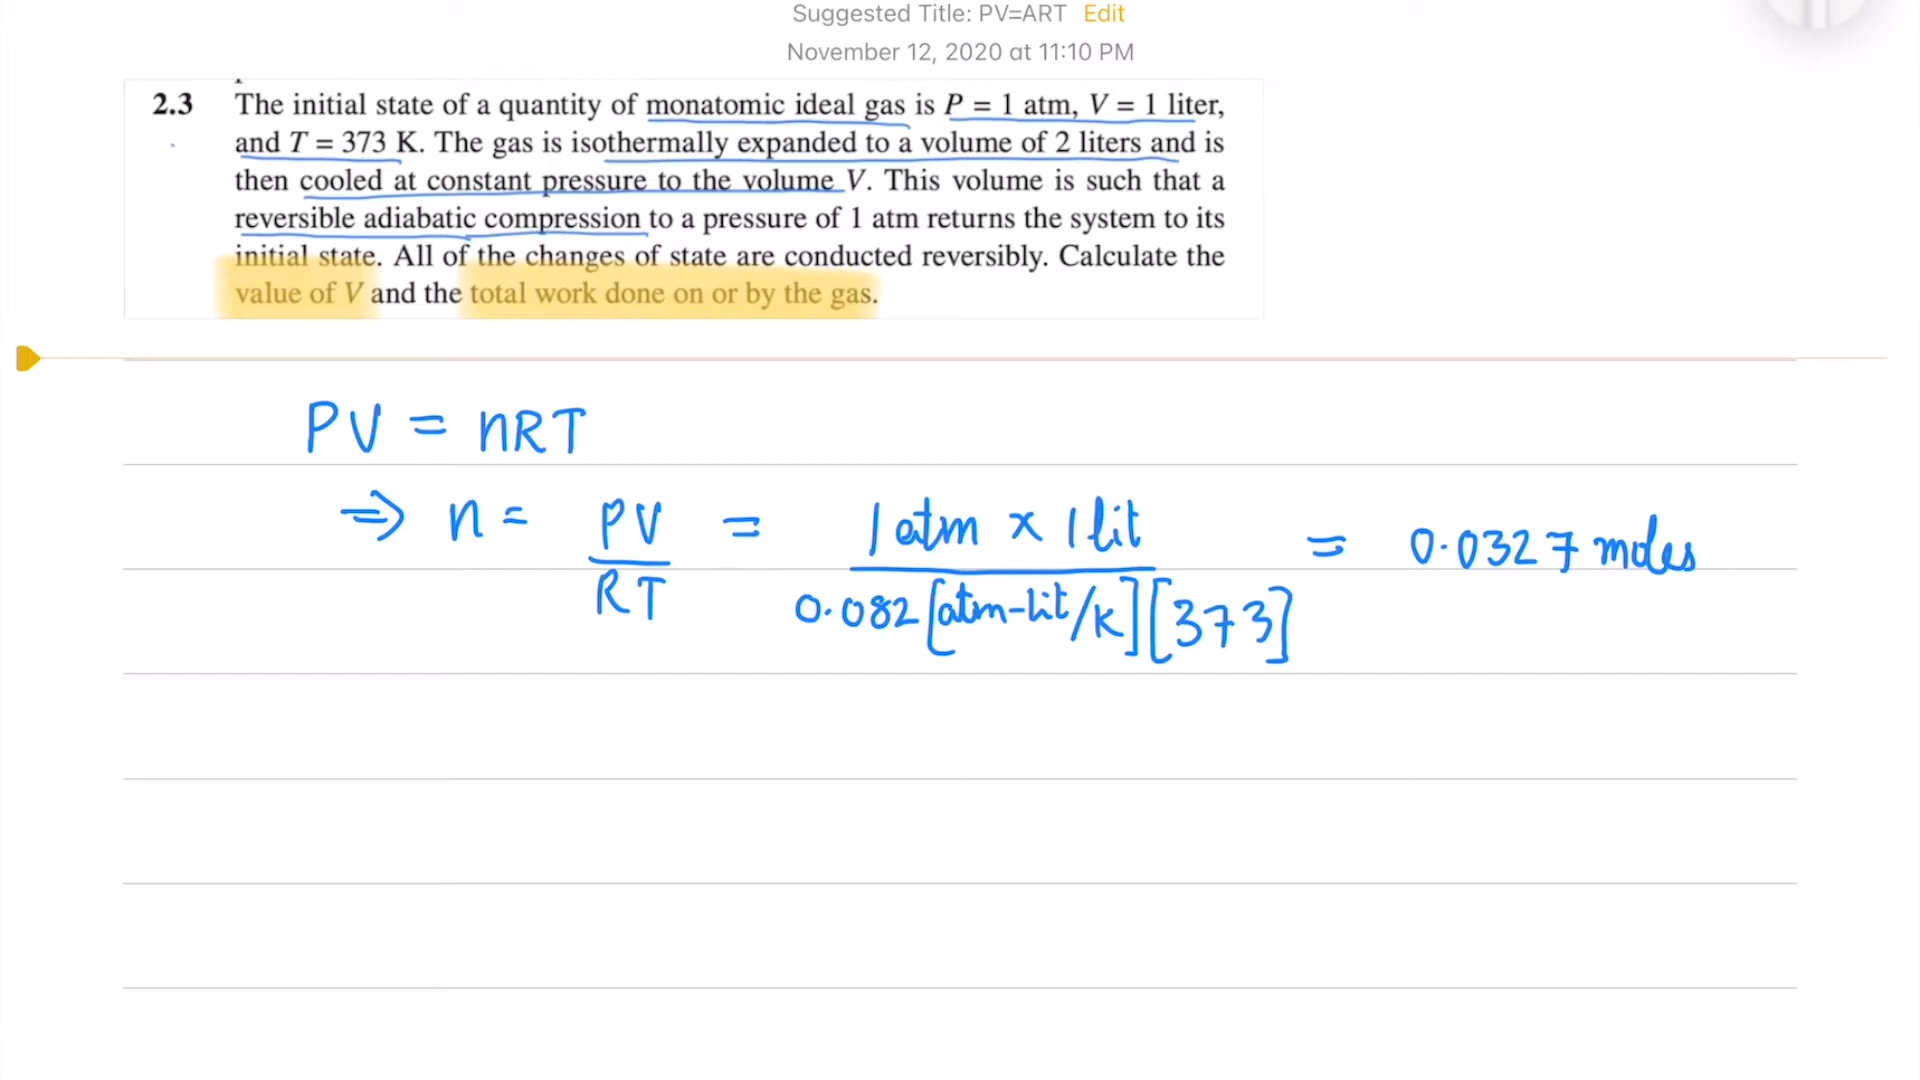 Suggested Title: PV=ART Edit
November 12, 2020 at 11:10 PM
2.3 The initial state of a quantity of monatomic ideal gas is P = 1 atm, V = 1 liter,
and T = 373 K. The gas is isothermally expanded to a volume of 2 liters and is
then cooled at constant pressure to the volume V. This volume is such that a
reversible adiabatic compression to a pressure of 1 atm returns the system to its
initial state. All of the changes of state are conducted reversibly. Calculate the
value of V and the total work done on or by the gas.
PV = nRT
⇒ n = PV / RT = 1 atm × 1 lit / 0.082 [atm-lit/K][373] = 0.0327 moles